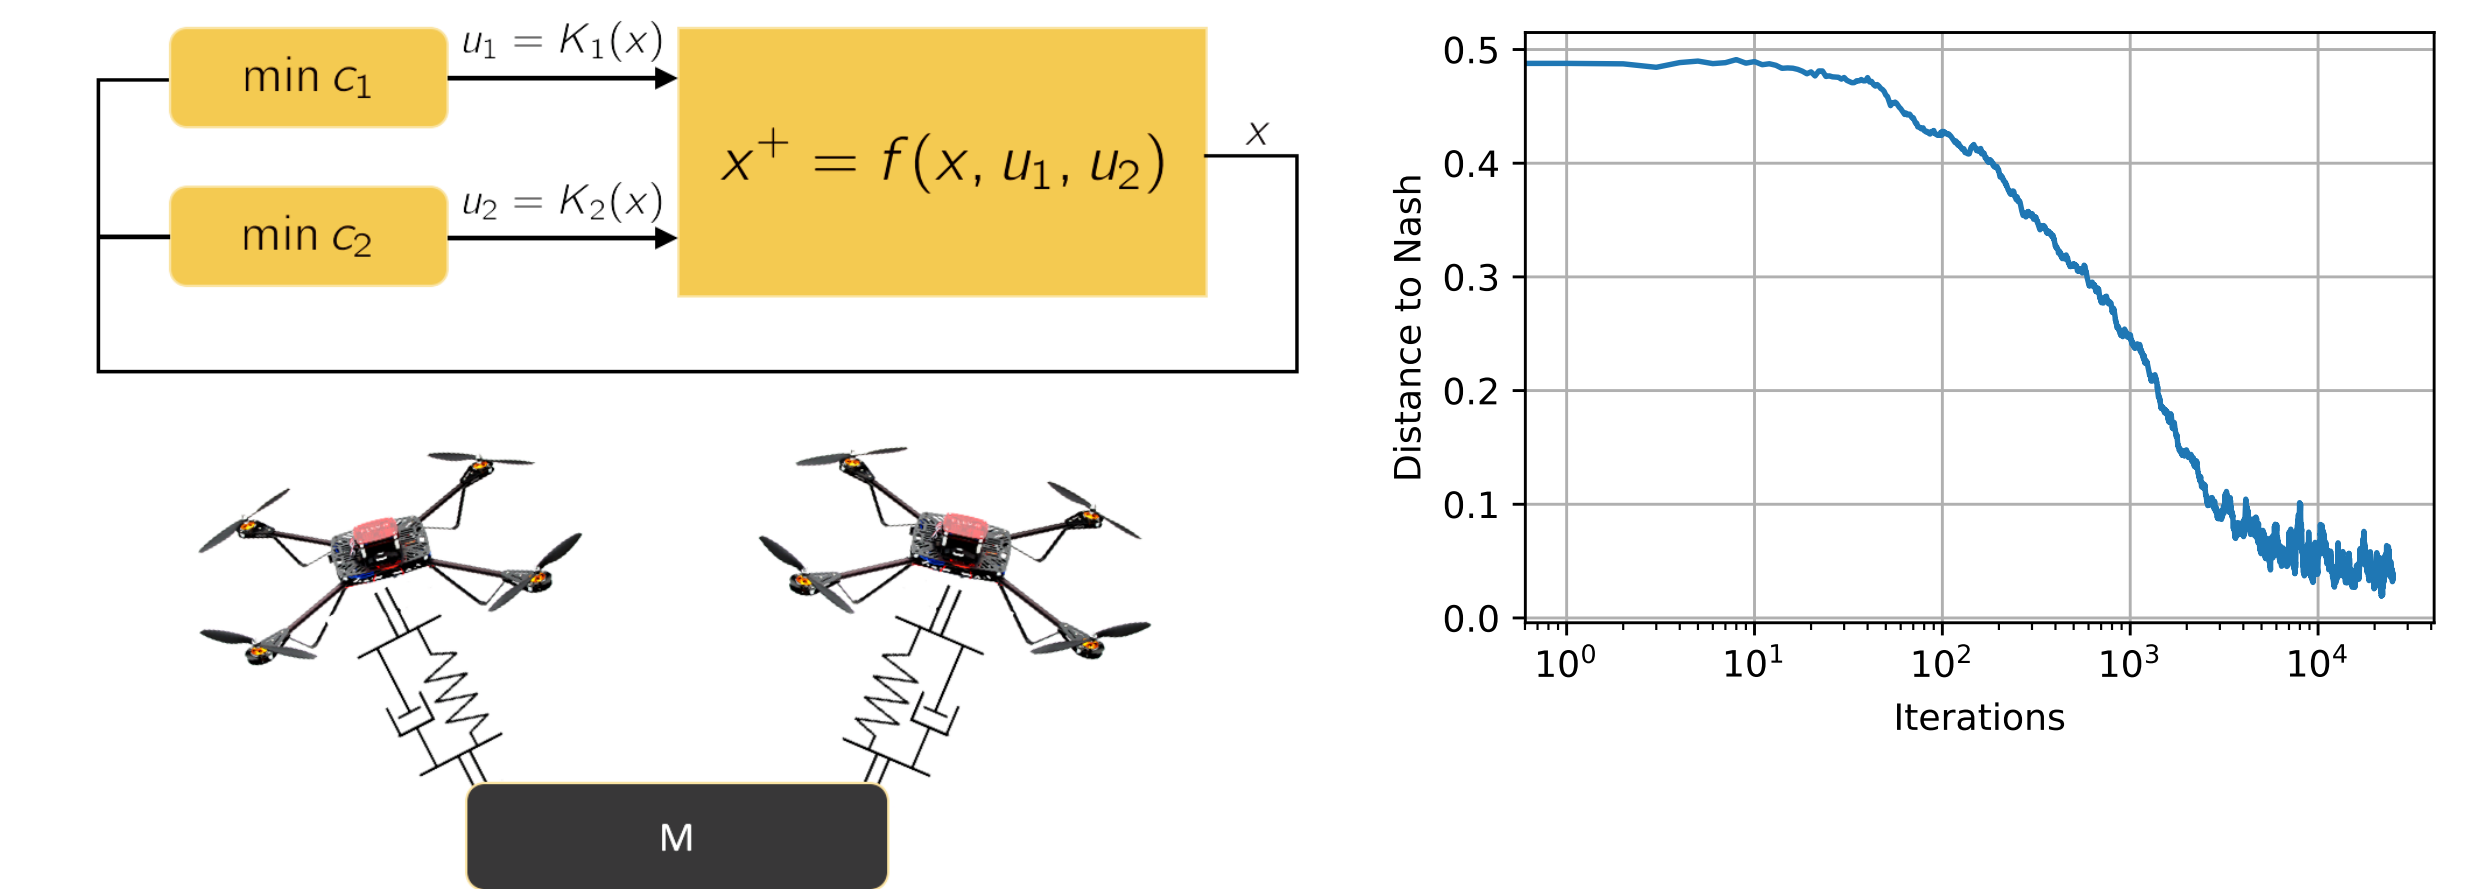 min c₁
u₁ = K₁(x)
min c₂
u₂ = K₂(x)
x⁺ = f(x, u₁, u₂)
x
M
Distance to Nash
0.5
0.4
0.3
0.2
0.1
0.0
10⁰ 10¹ 10² 10³ 10⁴
Iterations